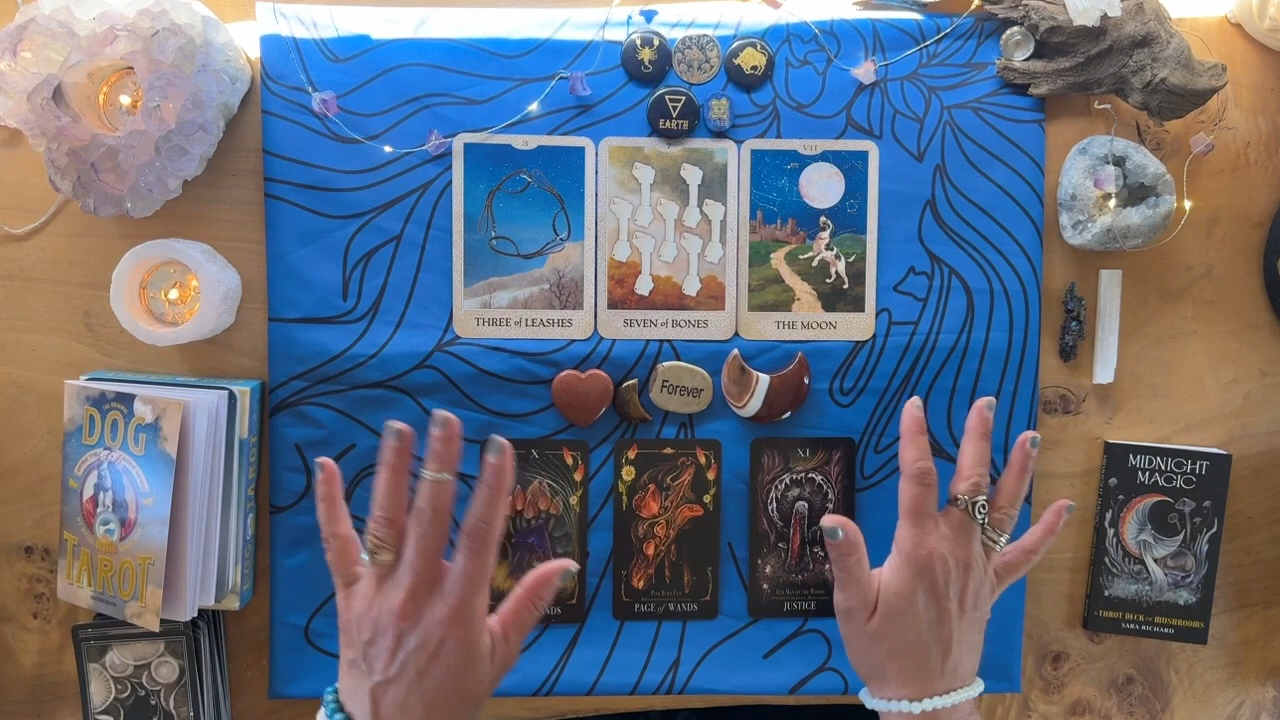 EARTH
3
VII
THREE of LEASHES
SEVEN of BONES
THE MOON
Forever
DOG
TAROT
X
XI
PAGE of WANDS
JUSTICE
MIDNIGHT
MAGIC
A TAROT DECK of MUSHROOMS
SARA RICHARD